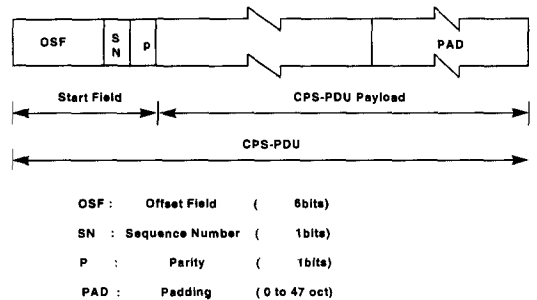 OSF S N P PAD
Start Field CPS-PDU Payload
CPS-PDU
OSF : Offset Field ( 6bits)
SN : Sequence Number ( 1bits)
P : Parity ( 1bits)
PAD : Padding ( 0 to 47 oct)